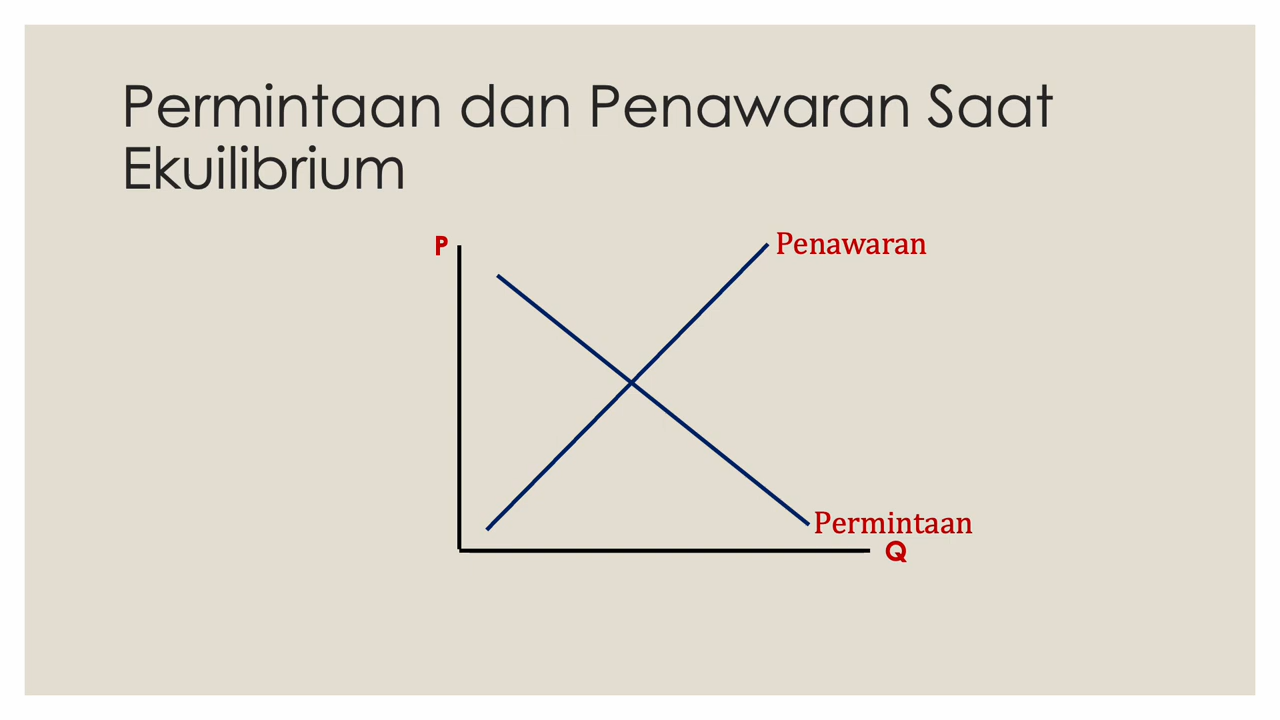 Permintaan dan Penawaran Saat
Ekuilibrium
P
Penawaran
Permintaan
Q